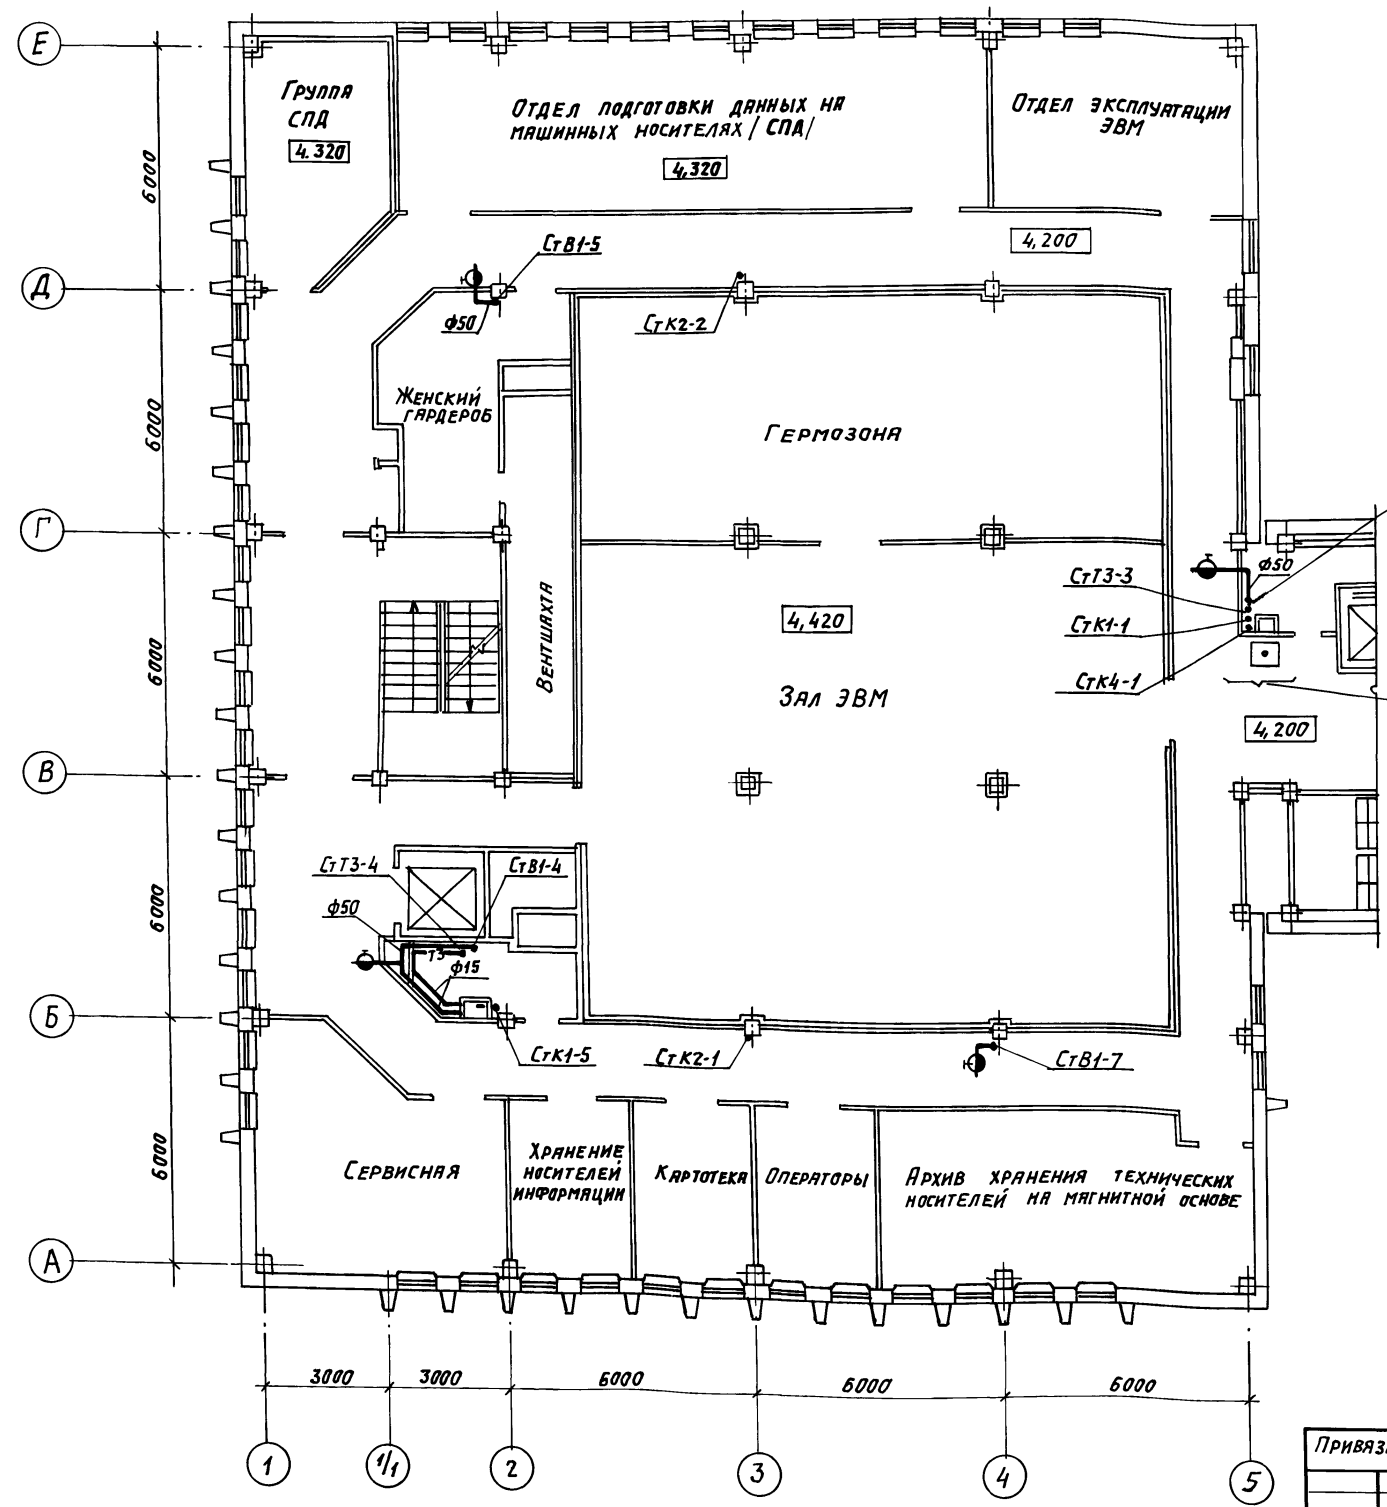 Е
Группа
СПД
4.320
Отдел подготовки данных на
машинных носителях /СПД/
4,320
Отдел эксплуатации
ЭВМ
6000
4,200
СтВ1-5
Д
ф50
СтК2-2
Женский
гардероб
6000
Гермозона
Г
ф50
СтТ3-3
СтК1-1
СтК4-1
Вентшахта
4,420
6000
Зал ЭВМ
4,200
В
СтТ3-4
СтВ1-4
ф50
6000
Т3
ф15
Б
СтК1-5
СтК2-1
СтВ1-7
6000
Сервисная
Хранение
носителей
информации
Картотека
Операторы
Архив хранения технических
носителей на магнитной основе
А
3000
3000
6000
6000
6000
1
1/1
2
3
4
5